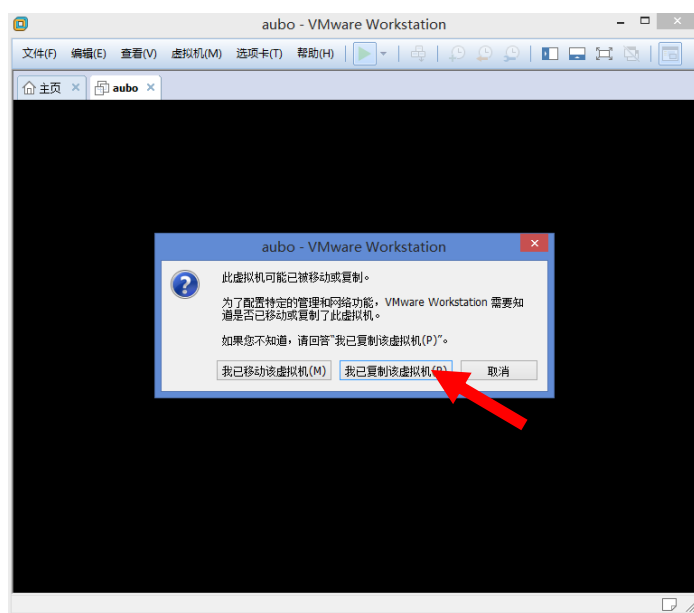 aubo - VMware Workstation
文件(F) 编辑(E) 查看(V) 虚拟机(M) 选项卡(T) 帮助(H)
主页 aubo
aubo - VMware Workstation
此虚拟机可能已被移动或复制。
为了配置特定的管理和网络功能，VMware Workstation 需要知
道是否已移动或复制了此虚拟机。
如果您不知道，请回答"我已复制该虚拟机(P)"。
我已移动该虚拟机(M) 我已复制该虚拟机(P) 取消